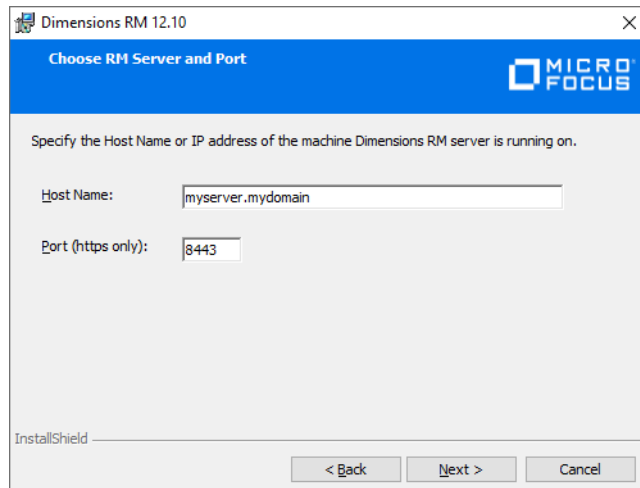 Dimensions RM 12.10
Choose RM Server and Port
MICRO
FOCUS
Specify the Host Name or IP address of the machine Dimensions RM server is running on.
Host Name:
myserver.mydomain
Port (https only):
8443
InstallShield
< Back
Next >
Cancel